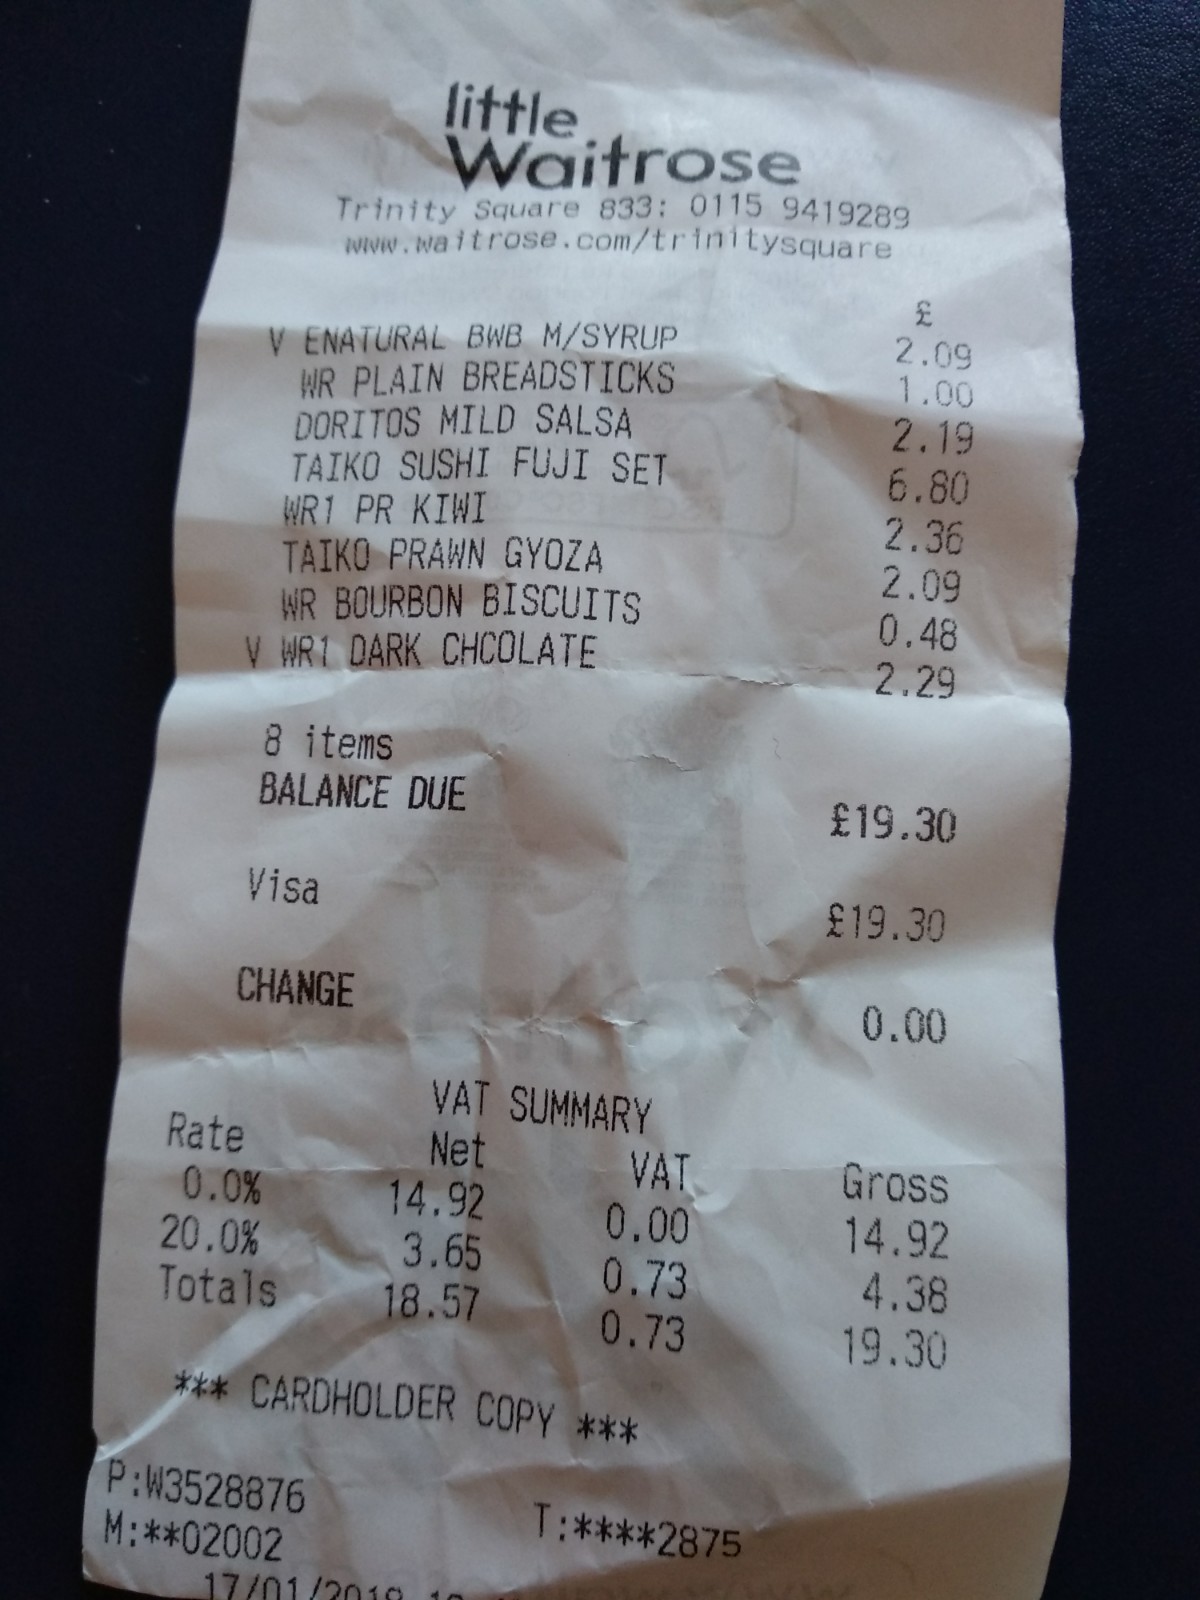 little
Waitrose
Trinity Square 833: 0115 9419289
www.waitrose.com/trinitysquare
£
V ENATURAL BWB M/SYRUP 2.09
WR PLAIN BREADSTICKS 1.00
DORITOS MILD SALSA 2.19
TAIKO SUSHI FUJI SET 6.80
WR1 PR KIWI 2.36
TAIKO PRAWN GYOZA 2.09
WR BOURBON BISCUITS 0.48
V WR1 DARK CHCOLATE 2.29
8 items
BALANCE DUE £19.30
Visa £19.30
CHANGE 0.00
VAT SUMMARY
Rate Net VAT Gross
0.0% 14.92 0.00 14.92
20.0% 3.65 0.73 4.38
Totals 18.57 0.73 19.30
*** CARDHOLDER COPY ***
P:W3528876
M:**02002 T:****2875